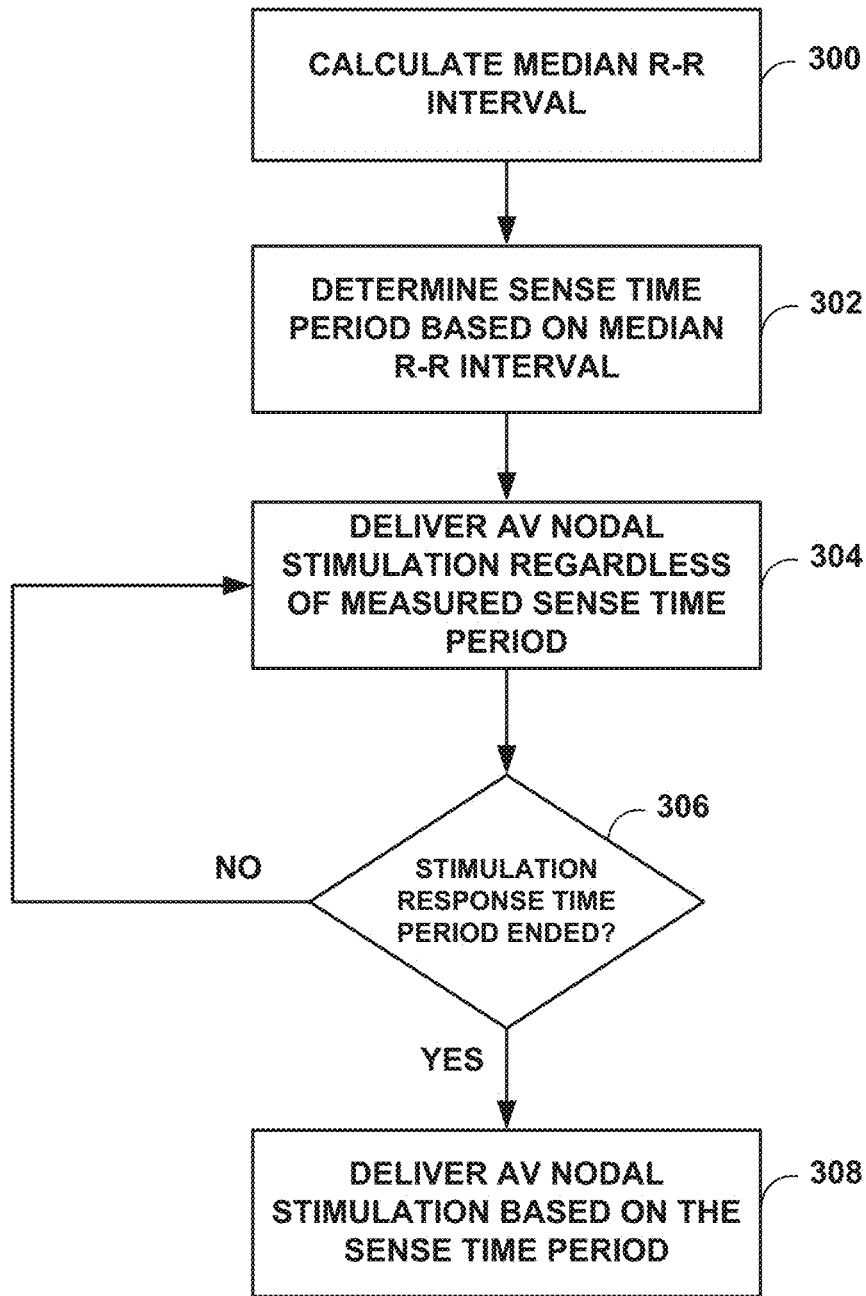 CALCULATE MEDIAN R-R
INTERVAL
300
DETERMINE SENSE TIME
PERIOD BASED ON MEDIAN
R-R INTERVAL
302
DELIVER AV NODAL
STIMULATION REGARDLESS
OF MEASURED SENSE TIME
PERIOD
304
306
STIMULATION
RESPONSE TIME
PERIOD ENDED?
NO
YES
DELIVER AV NODAL
STIMULATION BASED ON THE
SENSE TIME PERIOD
308